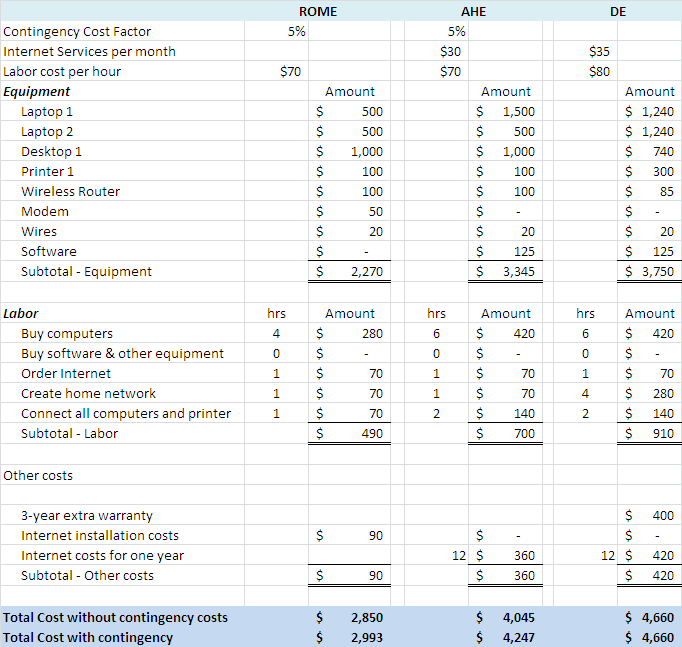 ROME AHE DE
Contingency Cost Factor 5% 5%
Internet Services per month $30 $35
Labor cost per hour $70 $70 $80
Equipment Amount Amount Amount
Laptop 1 $ 500 $ 1,500 $ 1,240
Laptop 2 $ 500 $ 500 $ 1,240
Desktop 1 $ 1,000 $ 1,000 $ 740
Printer 1 $ 100 $ 100 $ 300
Wireless Router $ 100 $ 100 $ 85
Modem $ 50 $ - $ -
Wires $ 20 $ 20 $ 20
Software $ - $ 125 $ 125
Subtotal - Equipment $ 2,270 $ 3,345 $ 3,750
Labor hrs Amount hrs Amount hrs Amount
Buy computers 4 $ 280 6 $ 420 6 $ 420
Buy software & other equipment 0 $ - 0 $ - 0 $ -
Order Internet 1 $ 70 1 $ 70 1 $ 70
Create home network 1 $ 70 1 $ 70 4 $ 280
Connect all computers and printer 1 $ 70 2 $ 140 2 $ 140
Subtotal - Labor $ 490 $ 700 $ 910
Other costs
3-year extra warranty $ 400
Internet installation costs $ 90 $ - $ -
Internet costs for one year 12 $ 360 12 $ 420
Subtotal - Other costs $ 90 $ 360 $ 420
Total Cost without contingency costs $ 2,850 $ 4,045 $ 4,660
Total Cost with contingency $ 2,993 $ 4,247 $ 4,660